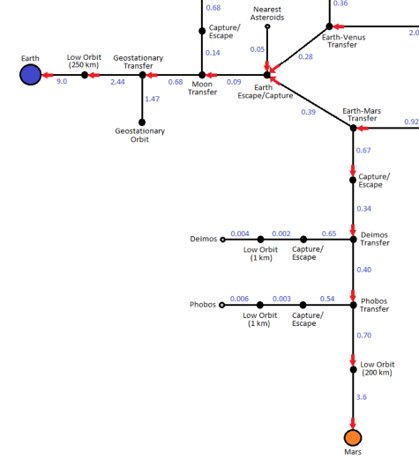 0.68
Nearest
Asteroids
0.36
Capture/
Escape
Earth-Venus
Transfer
2.0
0.14
0.05
0.28
Earth
Low Orbit
(250 km)
Geostationary
Transfer
9.0
2.44
0.68
Moon
Transfer
0.09
Earth
Escape/Capture
1.47
Geostationary
Orbit
0.39
Earth-Mars
Transfer
0.92
0.67
Capture/
Escape
0.34
Deimos
0.004
0.002
0.65
Low Orbit
(1 km)
Capture/
Escape
Deimos
Transfer
0.40
Phobos
0.006
0.003
0.54
Low Orbit
(1 km)
Capture/
Escape
Phobos
Transfer
0.70
Low Orbit
(200 km)
3.6
Mars